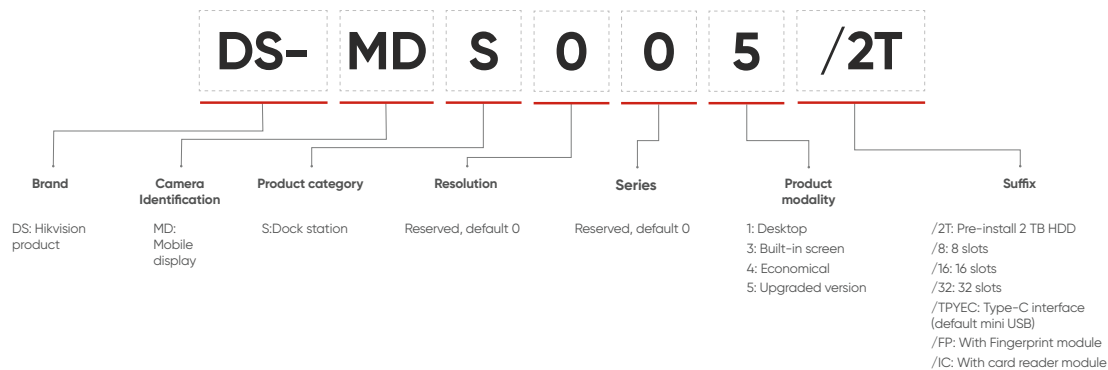 DS- MD S 0 0 5 /2T
Brand
Camera
Identification
Product category
Resolution
Series
Product
modality
Suffix
DS: Hikvision
product
MD:
Mobile
display
S:Dock station
Reserved, default 0
Reserved, default 0
1: Desktop
3: Built-in screen
4: Economical
5: Upgraded version
/2T: Pre-install 2 TB HDD
/8: 8 slots
/16: 16 slots
/32: 32 slots
/TPYEC: Type-C interface
(default mini USB)
/FP: With Fingerprint module
/IC: With card reader module